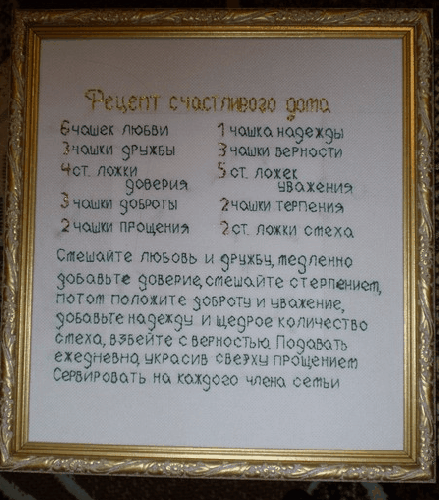 Рецепт счастливого дома
6 чашек любви
3 чашки дружбы
4 ст. ложки
доверия
3 чашки доброты
2 чашки прощения
1 чашка надежды
3 чашки верности
5 ст. ложек
уважения
2 чашки терпения
2 ст. ложки смеха
Смешайте любовь и дружбу, медленно
добавьте доверие, смешайте с терпением,
потом положите доброту и уважение,
добавьте надежду и щедрое количество
смеха, взбейте с верностью. Подавать
ежедневно, украсив сверху прощением
Сервировать на каждого члена семьи